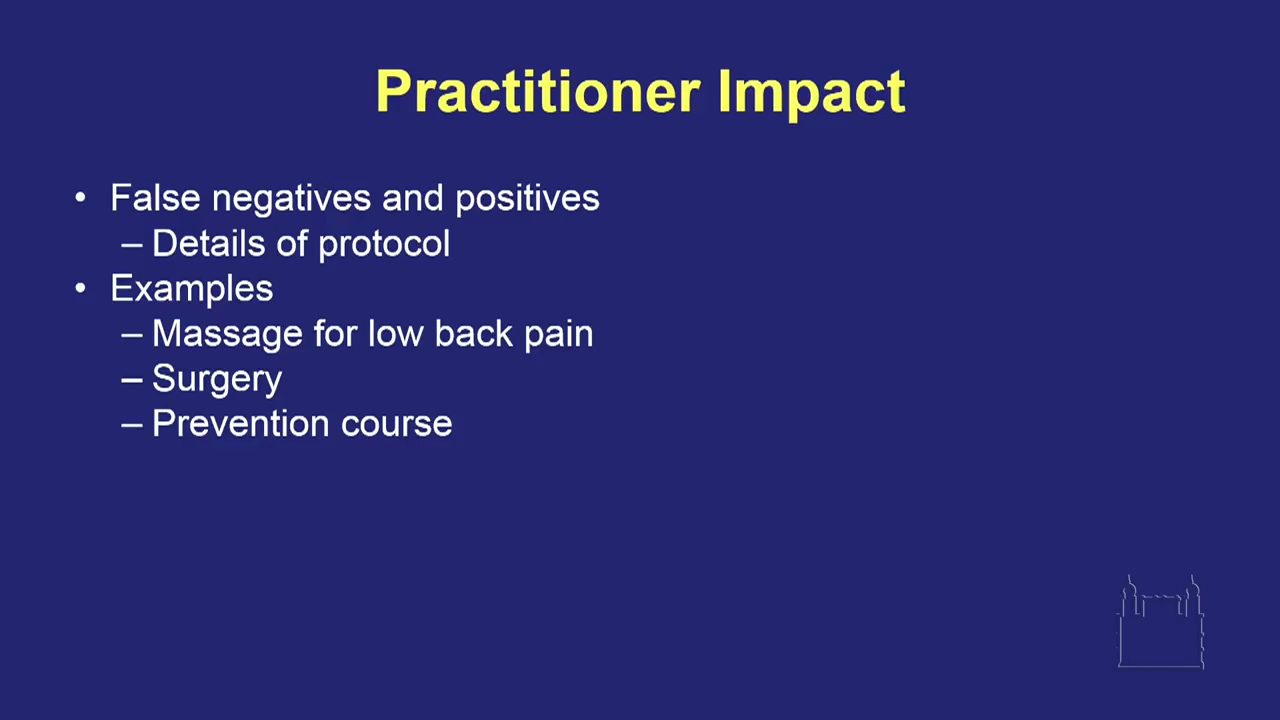 Practitioner Impact
• False negatives and positives
– Details of protocol
• Examples
– Massage for low back pain
– Surgery
– Prevention course